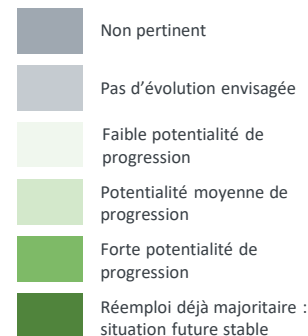 Non pertinent
Pas d’évolution envisagée
Faible potentialité de
progression
Potentialité moyenne de
progression
Forte potentialité de
progression
Réemploi déjà majoritaire :
situation future stable